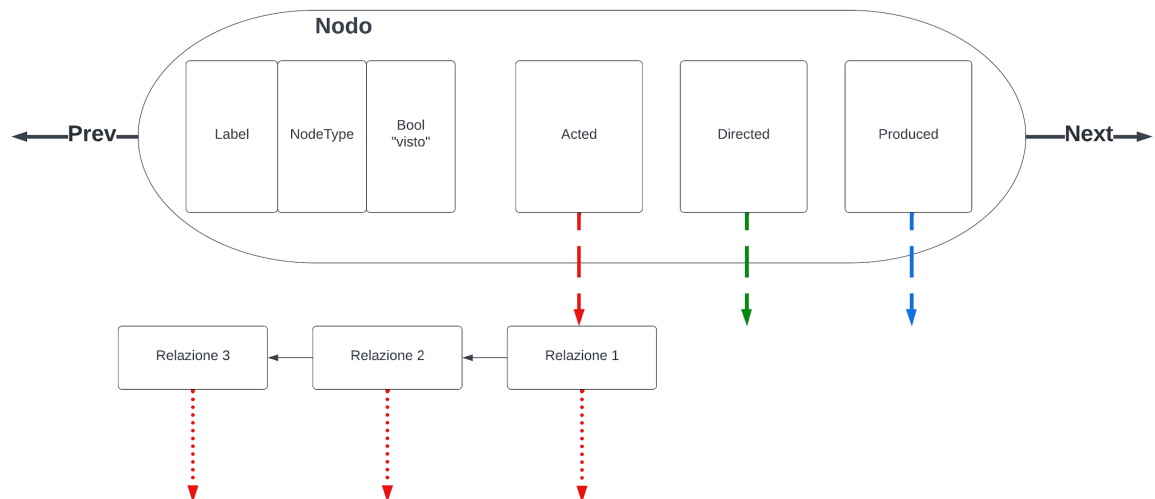 Nodo
Prev
Label
NodeType
Bool
"visto"
Acted
Directed
Produced
Next
Relazione 3
Relazione 2
Relazione 1